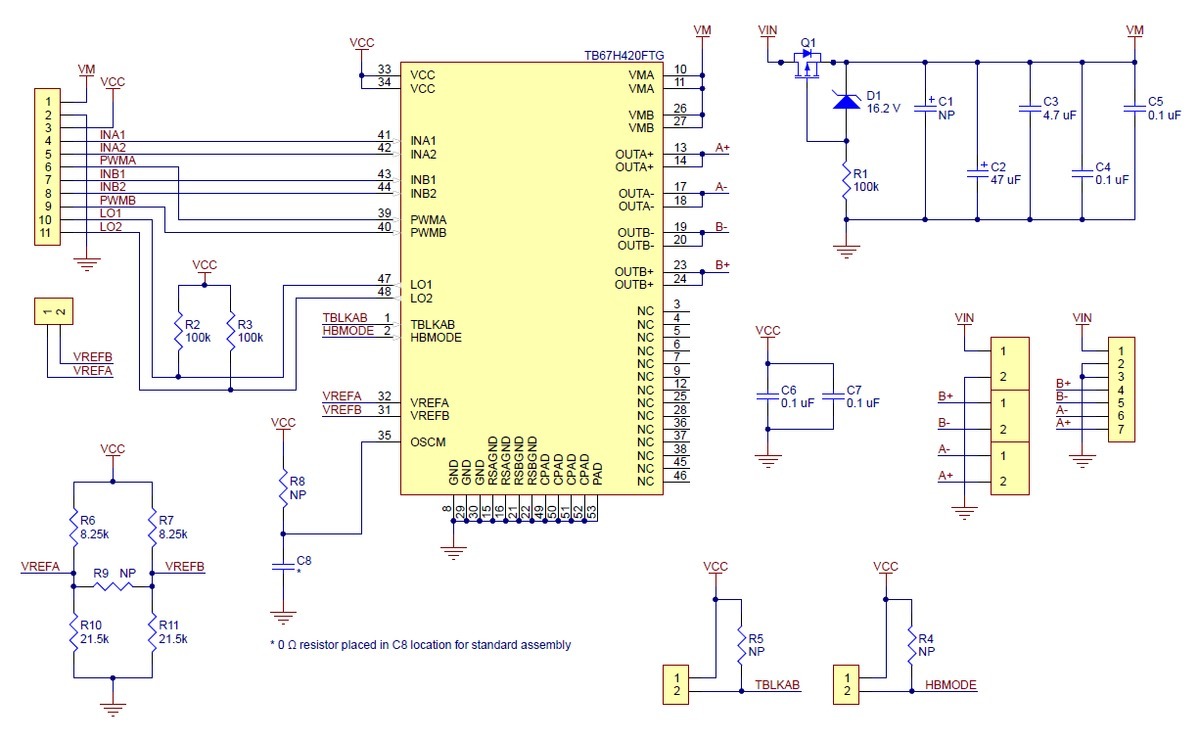 TB67H420FTG
VCC
33 VCC
34 VCC
41 INA1
42 INA2
43 INB1
44 INB2
39 PWMA
40 PWMB
47 LO1
48 LO2
TBLKAB 1 TBLKAB
HBMODE 2 HBMODE
VREFA 32 VREFA
VREFB 31 VREFB
35 OSCM
VM
VMA 10
VMA 11
VMB 26
VMB 27
OUTA+ 13 A+
OUTA+ 14
OUTA- 17 A-
OUTA- 18
OUTB- 19 B-
OUTB- 20
OUTB+ 23 B+
OUTB+ 24
NC 3
NC 4
NC 5
NC 6
NC 7
NC 9
NC 12
NC 25
NC 28
NC 36
NC 37
NC 38
NC 45
NC 46
GND 8
GND 29
GND 30
RSAGND 15
RSAGND 16
RSBGND 21
RSBGND 22
CPAD 49
CPAD 50
CPAD 51
CPAD 52
PAD 53
VM
VCC
1
2
3
4 INA1
5 INA2
6 PWMA
7 INB1
8 INB2
9 PWMB
10 LO1
11 LO2
VCC
R2
100k
R3
100k
1 2
VREFB
VREFA
VCC
R6
8.25k
R7
8.25k
VREFA
R9 NP
VREFB
R10
21.5k
R11
21.5k
VCC
R8
NP
C8
*
* 0 Ω resistor placed in C8 location for standard assembly
VIN
Q1
VM
D1
16.2 V
R1
100k
+ C1
NP
+ C2
47 uF
C3
4.7 uF
C4
0.1 uF
C5
0.1 uF
VCC
C6
0.1 uF
C7
0.1 uF
VIN
1
2
B+ 1
B- 2
A- 1
A+ 2
VIN
1
2
3
B+ 4
B- 5
A- 6
A+ 7
VCC
R5
NP
1
2 TBLKAB
VCC
R4
NP
1
2 HBMODE